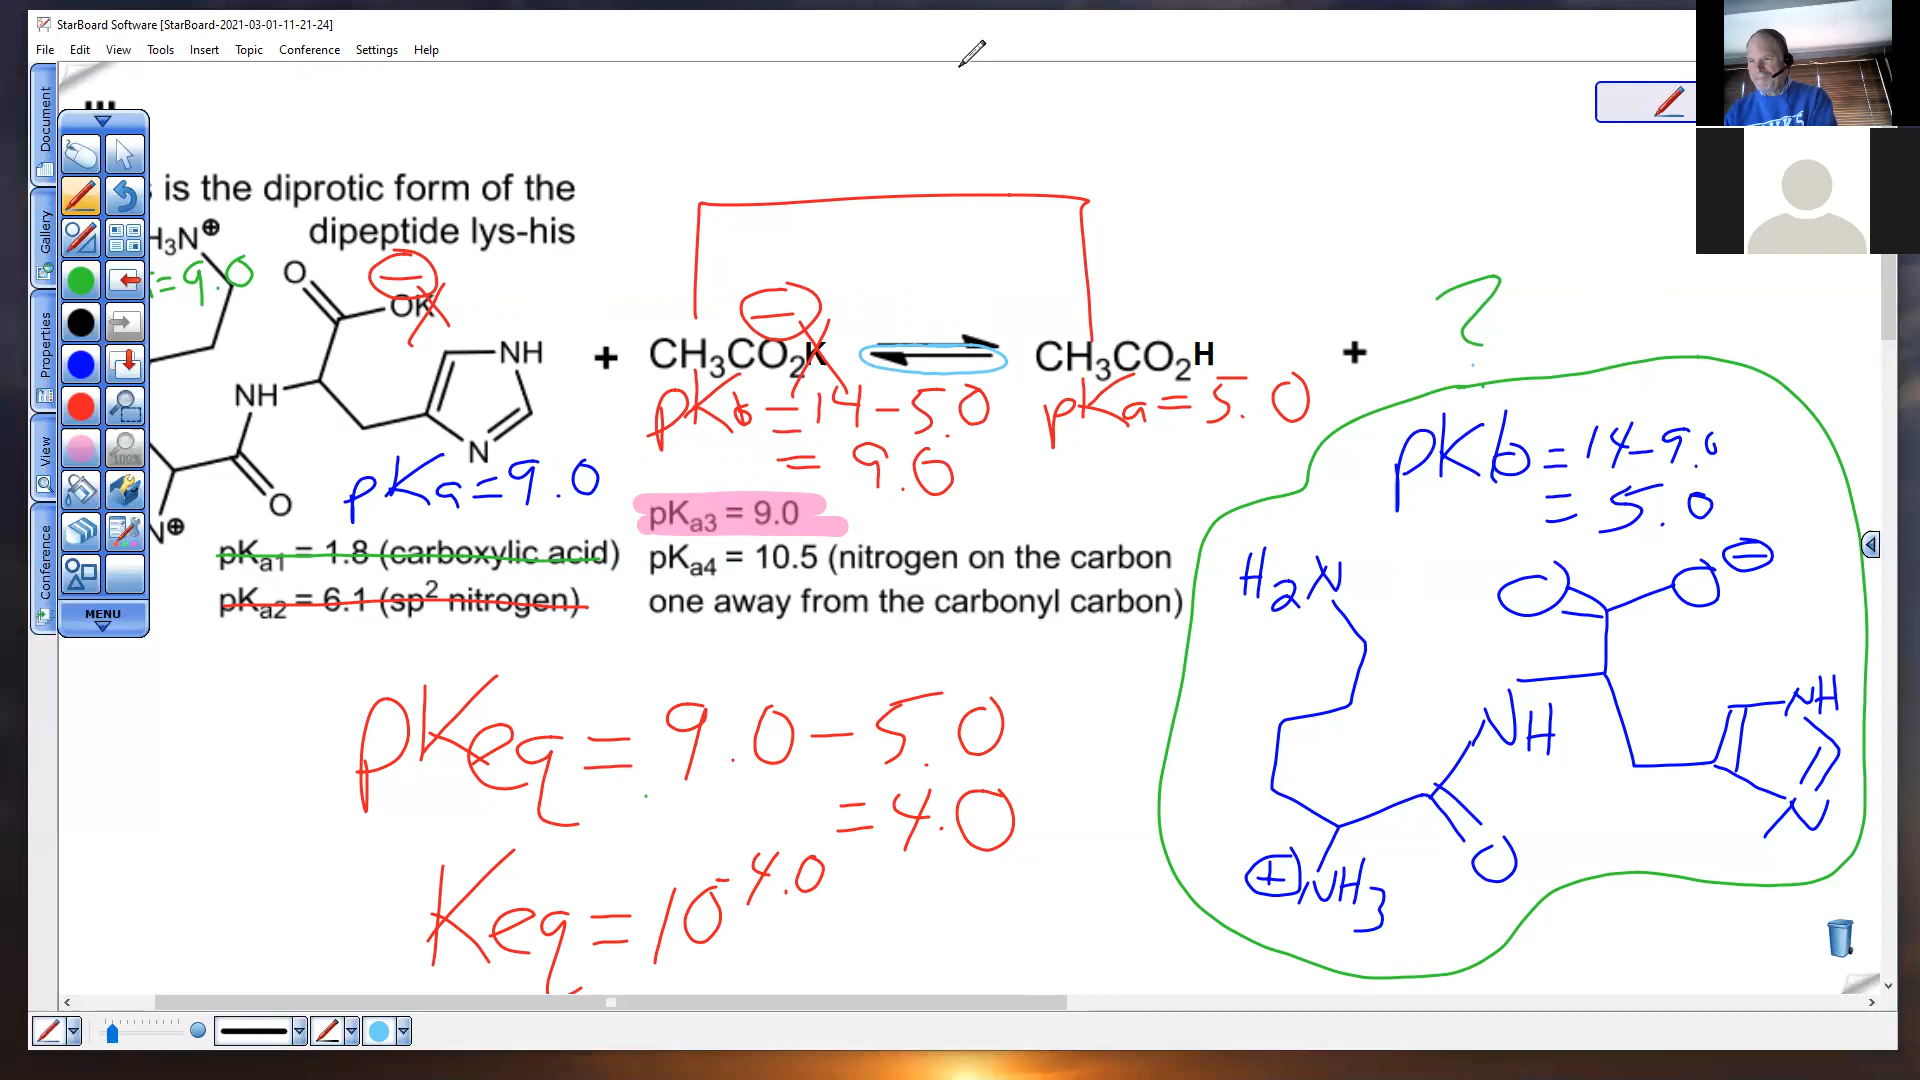 StarBoard Software [StarBoard-2021-03-01-11-21-24]
File Edit View Tools Insert Topic Conference Settings Help
Document
Gallery
Properties
View
Conference
100%
MENU
is the diprotic form of the
dipeptide lys-his
H₃N⊕
= 9.0
O
⊖
OK
NH
NH
N
O
N⊕
pKa = 9.0
+
CH₃CO₂K
⊖
CH₃CO₂H
+
?
pKb = 14 - 5.0
= 9.0
pKa = 5.0
pKa1 = 1.8 (carboxylic acid)
pKa2 = 6.1 (sp² nitrogen)
pKa3 = 9.0
pKa4 = 10.5 (nitrogen on the carbon
one away from the carbonyl carbon)
pKeq = 9.0 - 5.0
= 4.0
Keq = 10^-4.0
pKb = 14 - 9.0
= 5.0
H₂N
O
O⊖
NH
NH
N
O
⊕NH₃